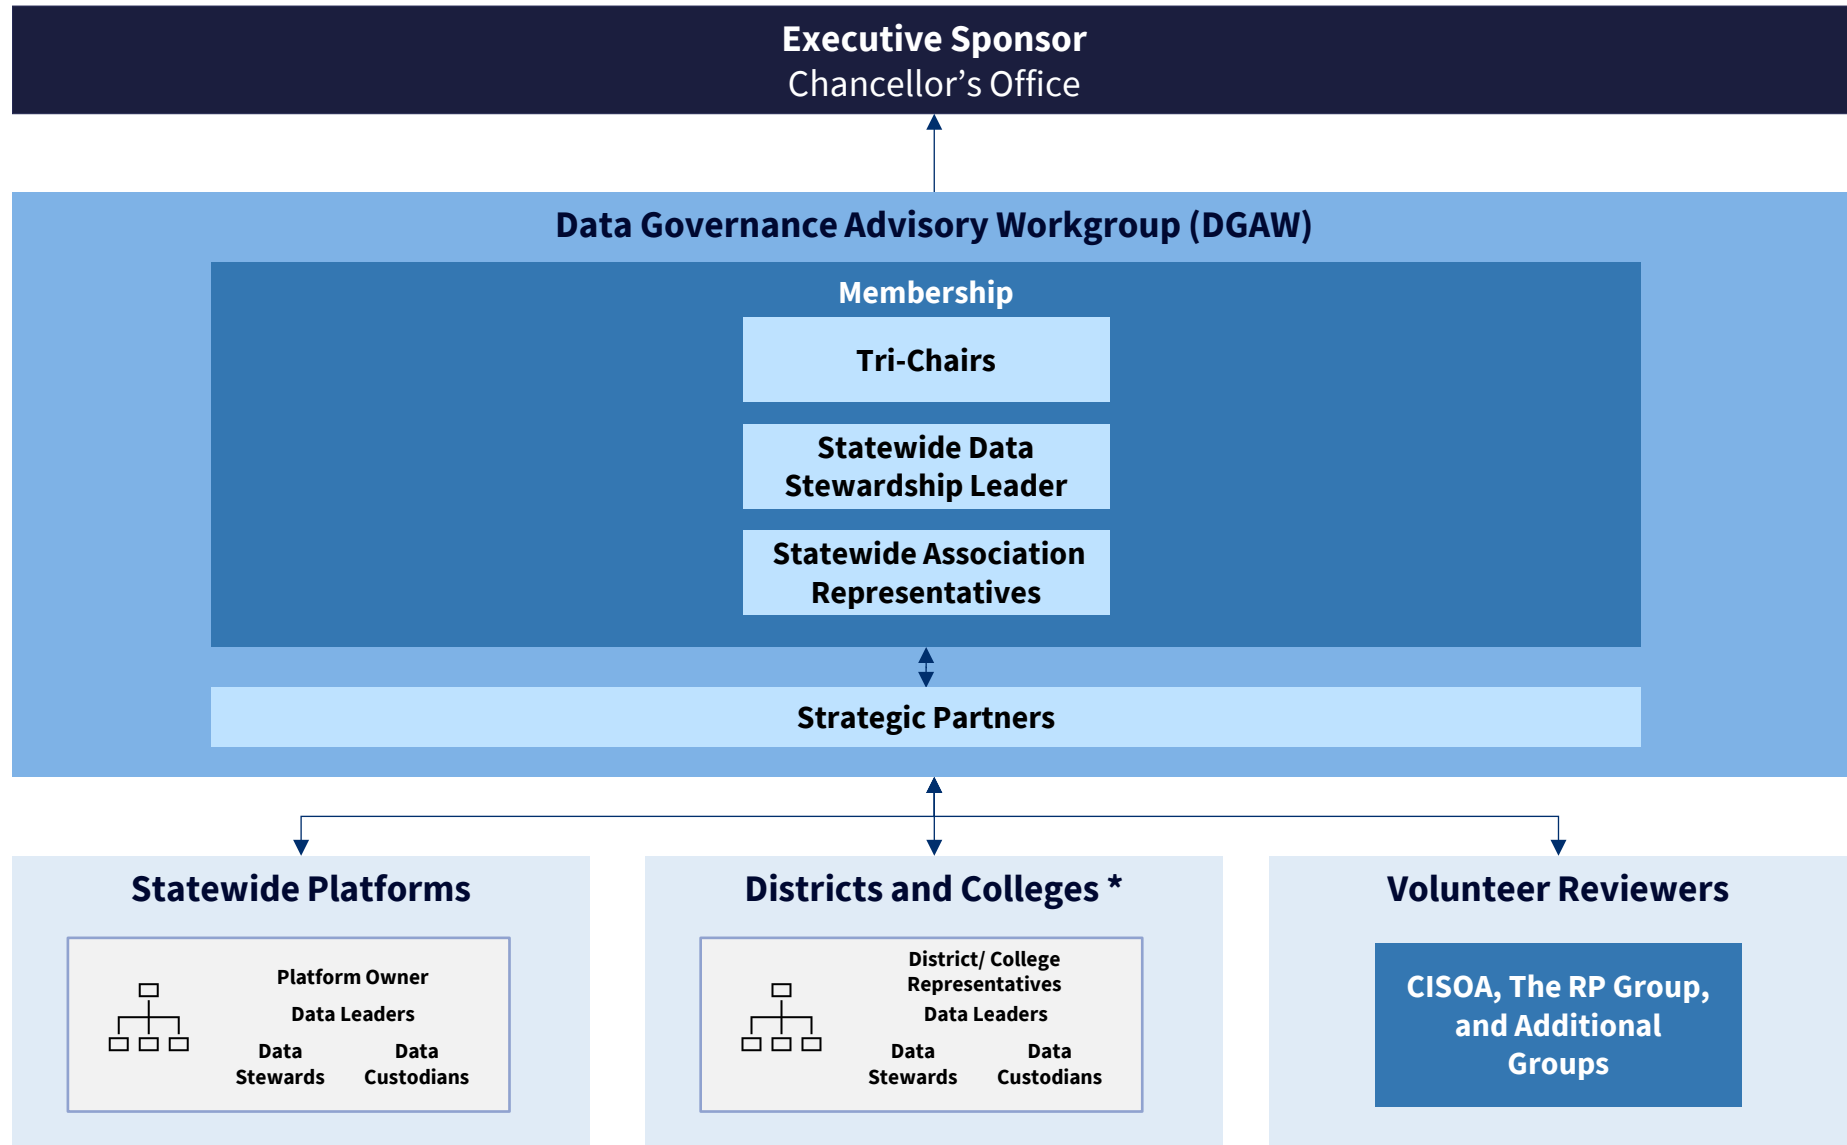 Executive Sponsor
Chancellor’s Office
Data Governance Advisory Workgroup (DGAW)
Membership
Tri-Chairs
Statewide Data
Stewardship Leader
Statewide Association
Representatives
Strategic Partners
Statewide Platforms
Platform Owner
Data Leaders
Data
Stewards
Data
Custodians
Districts and Colleges *
District/ College
Representatives
Data Leaders
Data
Stewards
Data
Custodians
Volunteer Reviewers
CISOA, The RP Group,
and Additional
Groups